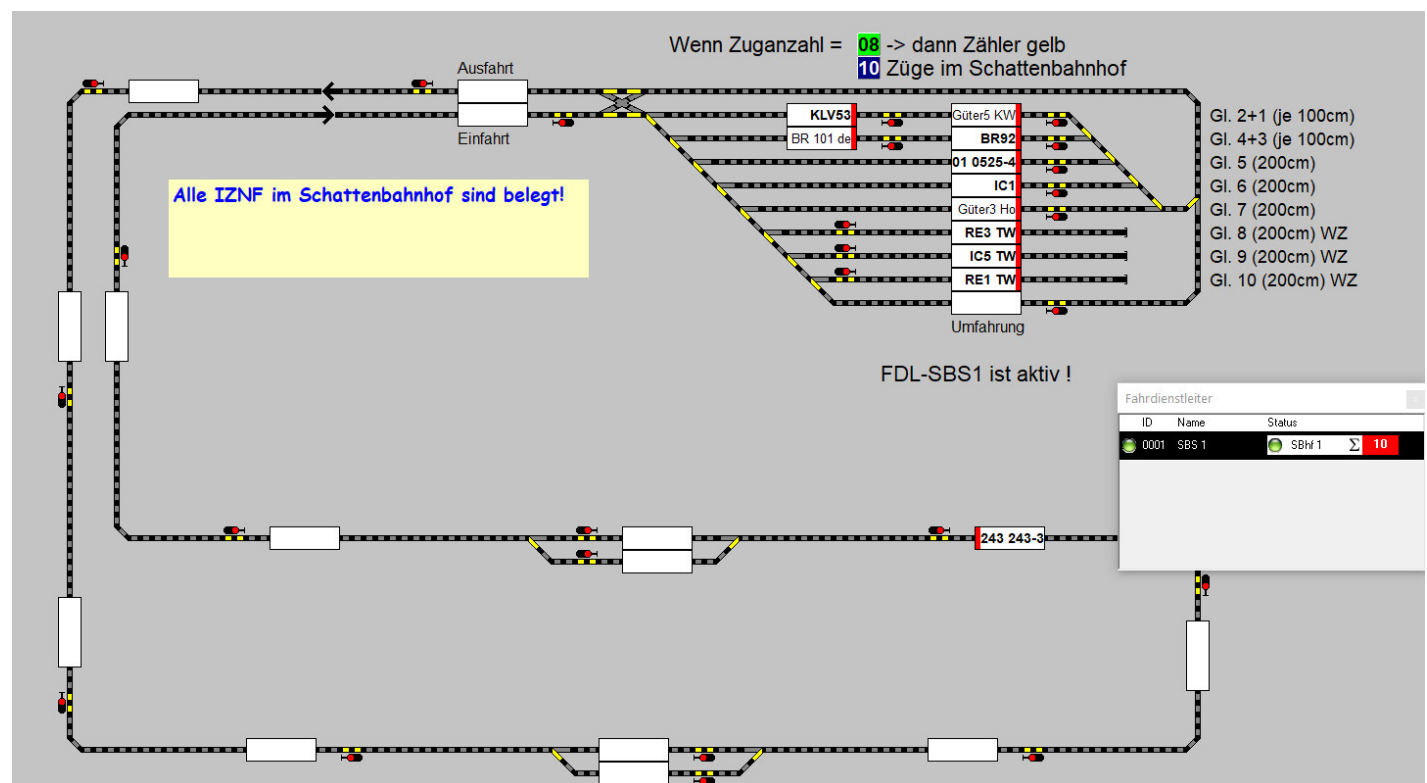 Wenn Zuganzahl = 08 -> dann Zähler gelb
10 Züge im Schattenbahnhof
Ausfahrt
Einfahrt
KLV53 Güter5 KW Gl. 2+1 (je 100cm)
BR 101 de BR92 Gl. 4+3 (je 100cm)
01 0525-4 Gl. 5 (200cm)
IC1 Gl. 6 (200cm)
Güter3 Ho Gl. 7 (200cm)
RE3 TW Gl. 8 (200cm) WZ
IC5 TW Gl. 9 (200cm) WZ
RE1 TW Gl. 10 (200cm) WZ
Umfahrung
Alle IZNF im Schattenbahnhof sind belegt!
FDL-SBS1 ist aktiv !
Fahrdienstleiter
ID Name Status
0001 SBS 1 SBhf 1 Σ 10
243 243-3